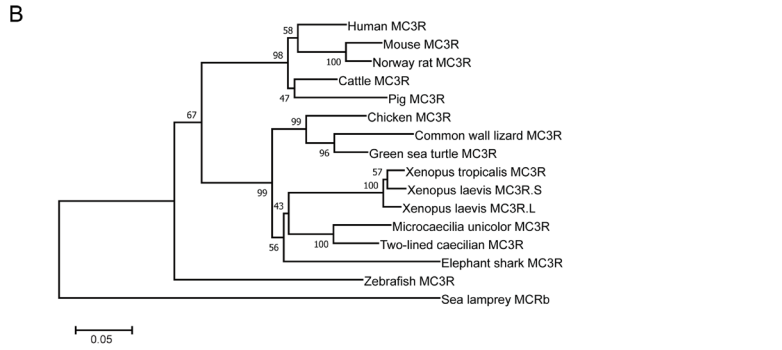 B
Human MC3R
58
Mouse MC3R
98
100
Norway rat MC3R
Cattle MC3R
47
Pig MC3R
67
Chicken MC3R
99
Common wall lizard MC3R
96
Green sea turtle MC3R
57
Xenopus tropicalis MC3R
100
Xenopus laevis MC3R.S
99
43
Xenopus laevis MC3R.L
Microcaecilia unicolor MC3R
100
Two-lined caecilian MC3R
56
Elephant shark MC3R
Zebrafish MC3R
Sea lamprey MCRb
0.05